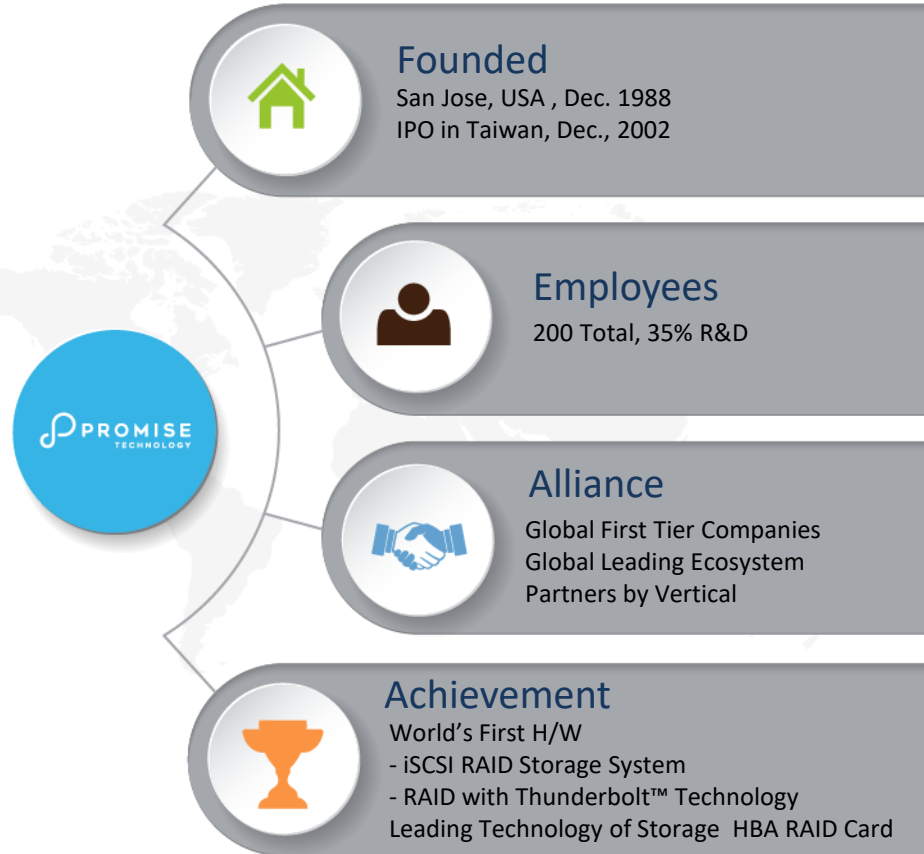 Founded
San Jose, USA , Dec. 1988
IPO in Taiwan, Dec., 2002
Employees
200 Total, 35% R&D
PROMISE
TECHNOLOGY
Alliance
Global First Tier Companies
Global Leading Ecosystem
Partners by Vertical
Achievement
World's First H/W
- iSCSI RAID Storage System
- RAID with Thunderbolt™ Technology
Leading Technology of Storage  HBA RAID Card